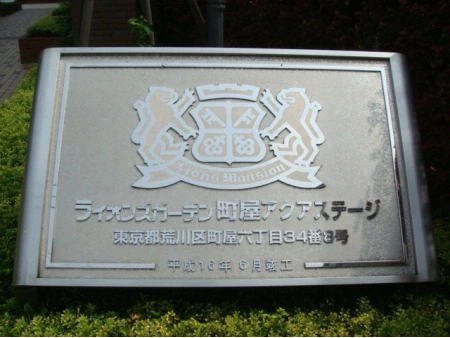 Lions Mansion
ライオンズガーデン町屋アクアステージ
東京都荒川区町屋六丁目34番8号
平成16年6月竣工